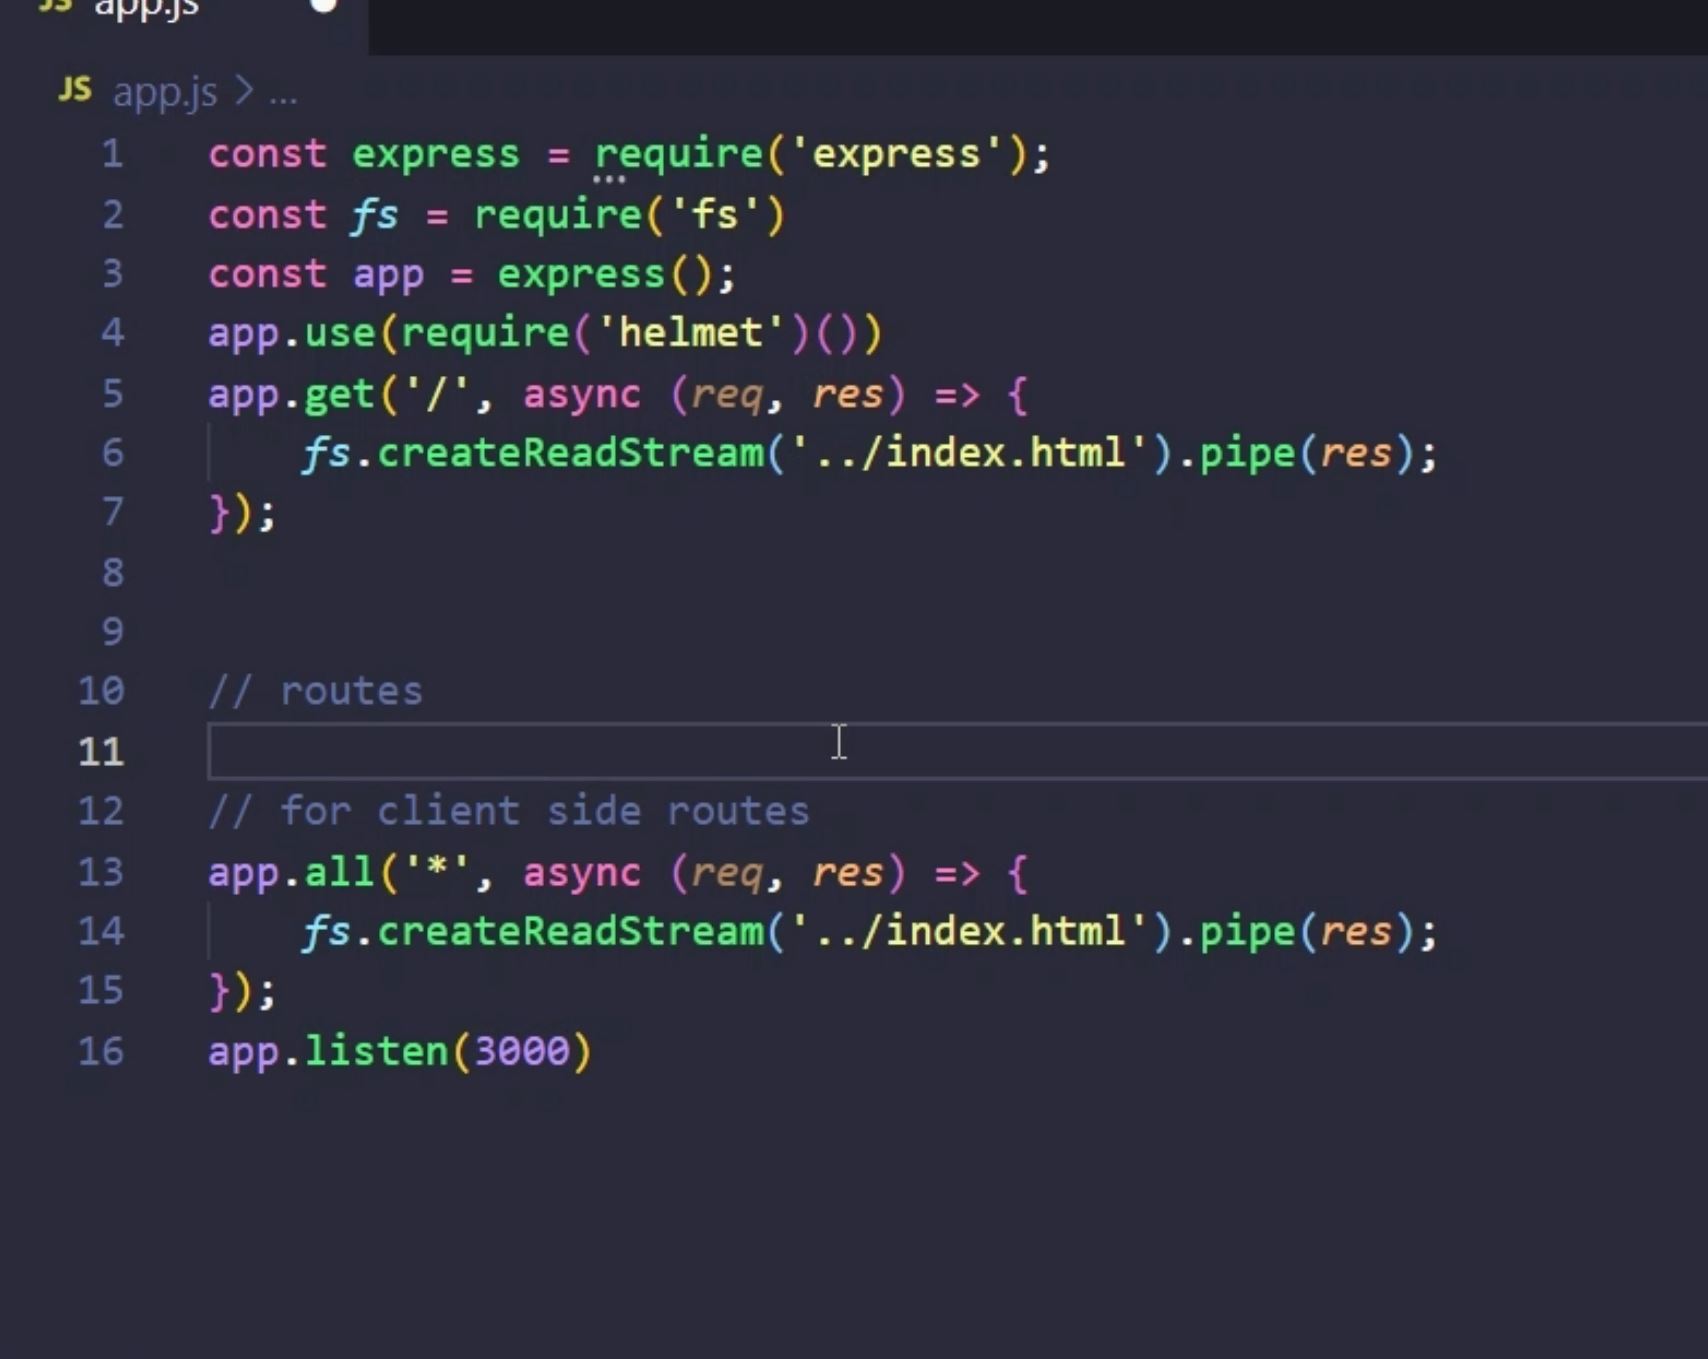 JS app.js
JS app.js > ...
1 const express = require('express');
2 const fs = require('fs')
3 const app = express();
4 app.use(require('helmet')())
5 app.get('/', async (req, res) => {
6     fs.createReadStream('../index.html').pipe(res);
7 });
8
9
10 // routes
11
12 // for client side routes
13 app.all('*', async (req, res) => {
14     fs.createReadStream('../index.html').pipe(res);
15 });
16 app.listen(3000)